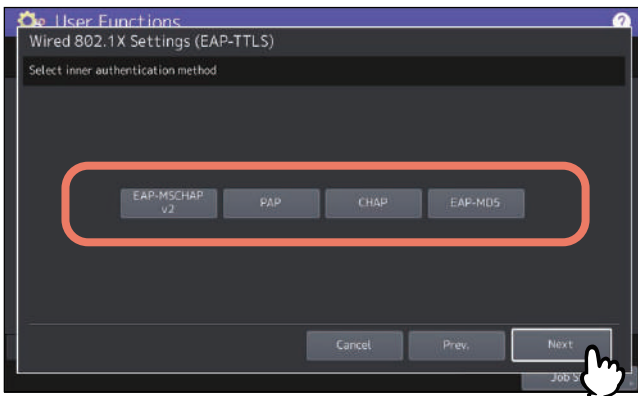 User Functions
Wired 802.1X Settings (EAP-TTLS)
Select inner authentication method
EAP-MSCHAP
v2
PAP
CHAP
EAP-MD5
Cancel
Prev.
Next
Job S